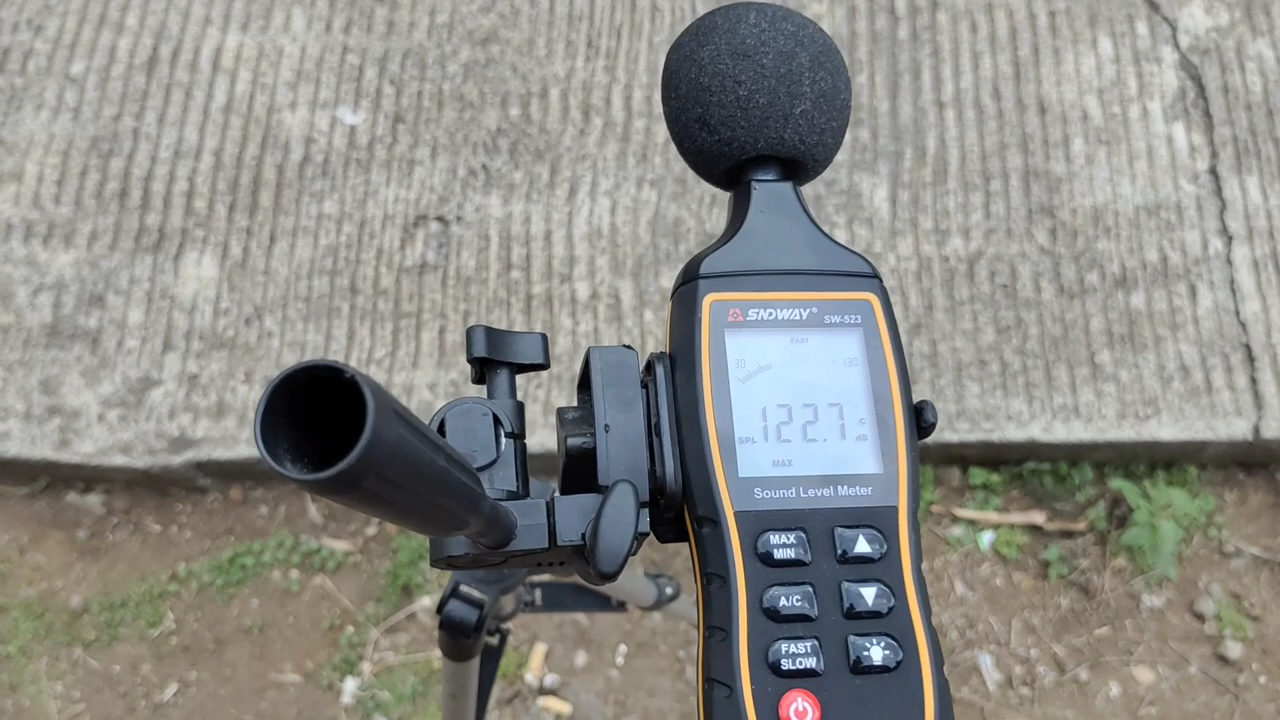 SNDWAY®
SW-523
FAST
30 130
SPL 122.7 C dB
MAX
Sound Level Meter
MAX MIN
A/C
FAST SLOW